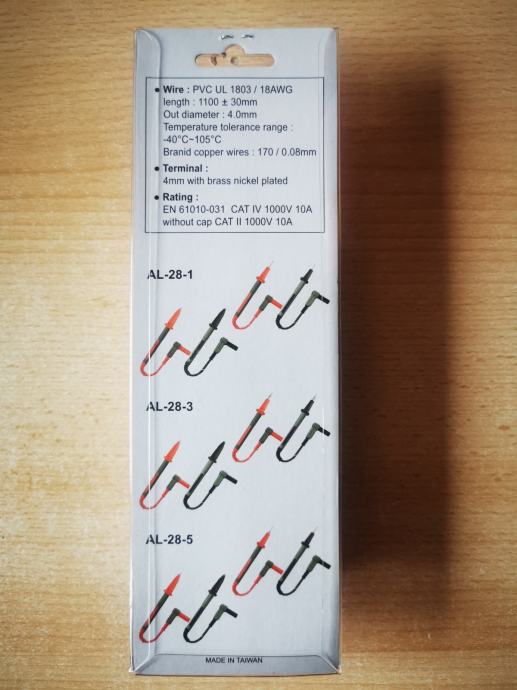 • Wire : PVC UL 1803 / 18AWG
length : 1100 ± 30mm
Out diameter : 4.0mm
Temperature tolerance range :
-40°C~105°C
Branid copper wires : 170 / 0.08mm
• Terminal :
4mm with brass nickel plated
• Rating :
EN 61010-031 CAT IV 1000V 10A
without cap CAT II 1000V 10A
AL-28-1
AL-28-3
AL-28-5
MADE IN TAIWAN